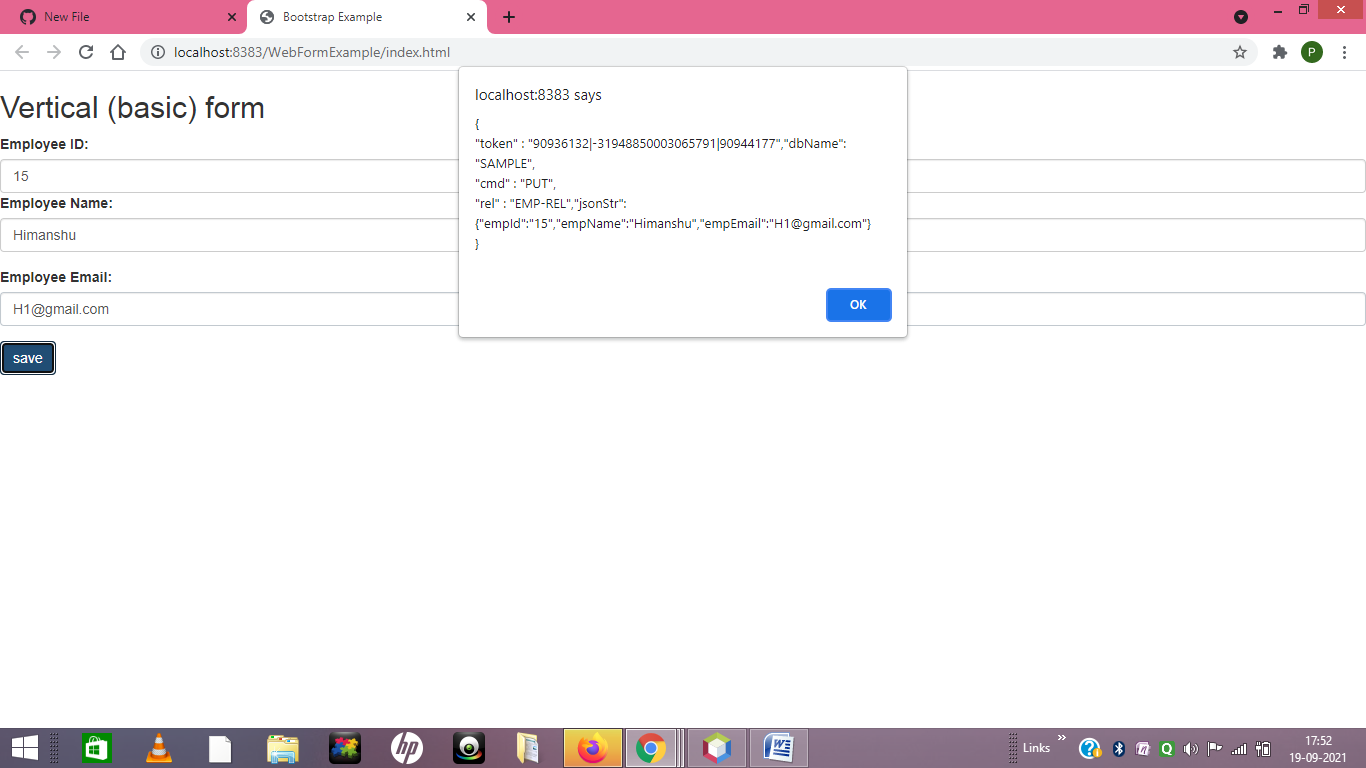 New File
Bootstrap Example
localhost:8383/WebFormExample/index.html
P
localhost:8383 says
{
"token" : "90936132|-31948850003065791|90944177","dbName":
"SAMPLE",
"cmd" : "PUT",
"rel" : "EMP-REL","jsonStr":
{"empId":"15","empName":"Himanshu","empEmail":"H1@gmail.com"}
}
OK
Vertical (basic) form
Employee ID:
15
Employee Name:
Himanshu
Employee Email:
H1@gmail.com
save
hp
Links
17:52
19-09-2021